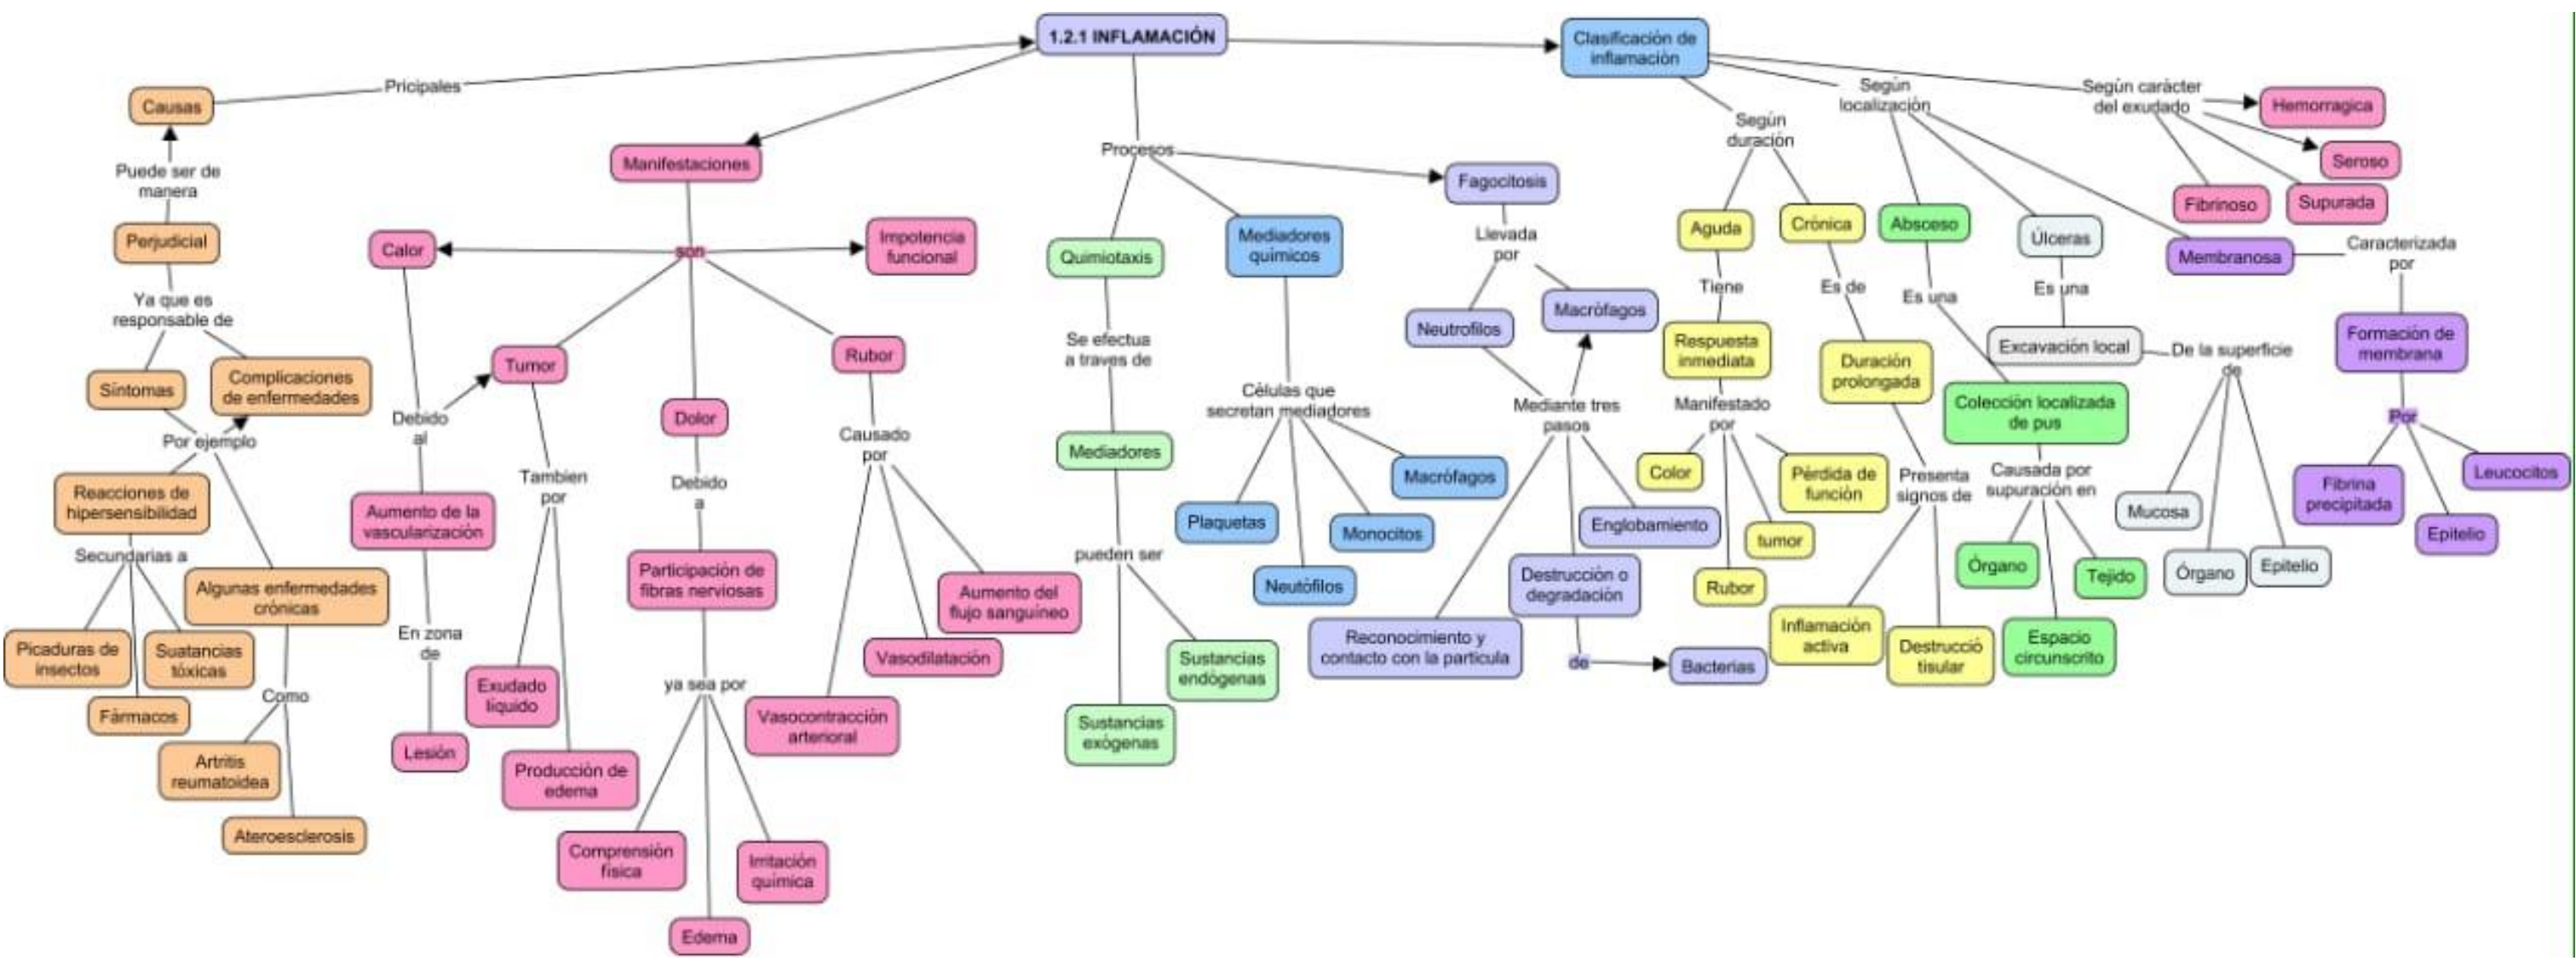 1.2.1 INFLAMACIÓN
Pricipales
Causas
Puede ser de
manera
Perjudicial
Ya que es
responsable de
Síntomas
Complicaciones
de enfermedades
Por ejemplo
Reacciones de
hipersensibilidad
Secundarias a
Picaduras de
insectos
Suatancias
tóxicas
Fármacos
Algunas enfermedades
crónicas
Como
Artritis
reumatoidea
Ateroesclerosis
Manifestaciones
son
Calor
Impotencia
funcional
Debido
al
Aumento de la
vascularización
En zona
de
Lesión
Tumor
Tambien
por
Exudado
líquido
Producción de
edema
Dolor
Debido
a
Participación de
fibras nerviosas
ya sea por
Comprensión
física
Irritación
química
Edema
Rubor
Causado
por
Aumento del
flujo sanguíneo
Vasodilatación
Vasocontracción
arterioral
Procesos
Quimiotaxis
Se efectua
a traves de
Mediadores
pueden ser
Sustancias
endógenas
Sustancias
exógenas
Mediadores
químicos
Células que
secretan mediadores
Plaquetas
Neutófilos
Monocitos
Macrófagos
Fagocitosis
Llevada
por
Neutrofilos
Macrófagos
Mediante tres
pasos
Reconocimiento y
contacto con la partícula
Destrucción o
degradación
de
Bacterias
Englobamiento
Clasificación de
inflamación
Según
duración
Aguda
Tiene
Respuesta
inmediata
Manifestado
por
Color
Rubor
tumor
Pérdida de
función
Crónica
Es de
Duración
prolongada
Presenta
signos de
Inflamación
activa
Destrucció
tisular
Según
localización
Absceso
Es una
Colección localizada
de pus
Causada por
supuración en
Órgano
Tejido
Espacio
circunscrito
Úlceras
Es una
Excavación local
De la superficie
de
Mucosa
Órgano
Epitelio
Membranosa
Caracterizada
por
Formación de
membrana
Por
Fibrina
precipitada
Epitelio
Leucocitos
Según carácter
del exudado
Hemorragica
Seroso
Fibrinoso
Supurada